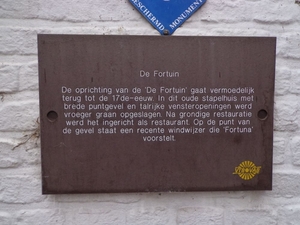 BESCHERMD MONUMENT
De Fortuin
De oprichting van de 'De Fortuin' gaat vermoedelijk
terug tot de 17de-eeuw. In dit oude stapelhuis met
brede puntgevel en talrijke vensteropeningen werd
vroeger graan opgeslagen. Na grondige restauratie
werd het ingericht als restaurant. Op de punt van
de gevel staat een recente windwijzer die 'Fortuna'
voorstelt.